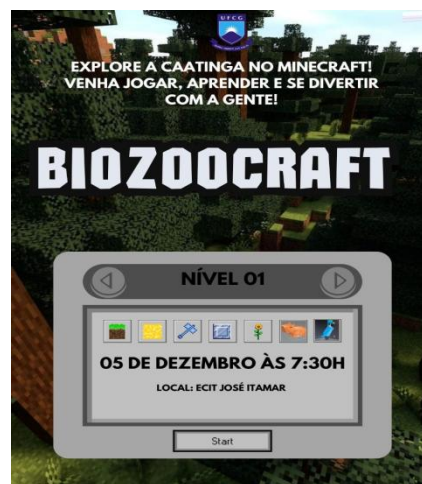 UFCG
EXPLORE A CAATINGA NO MINECRAFT!
VENHA JOGAR, APRENDER E SE DIVERTIR
COM A GENTE!
BIOZOOCRAFT
NÍVEL 01
05 DE DEZEMBRO ÀS 7:30H
LOCAL: ECIT JOSÉ ITAMAR
Start